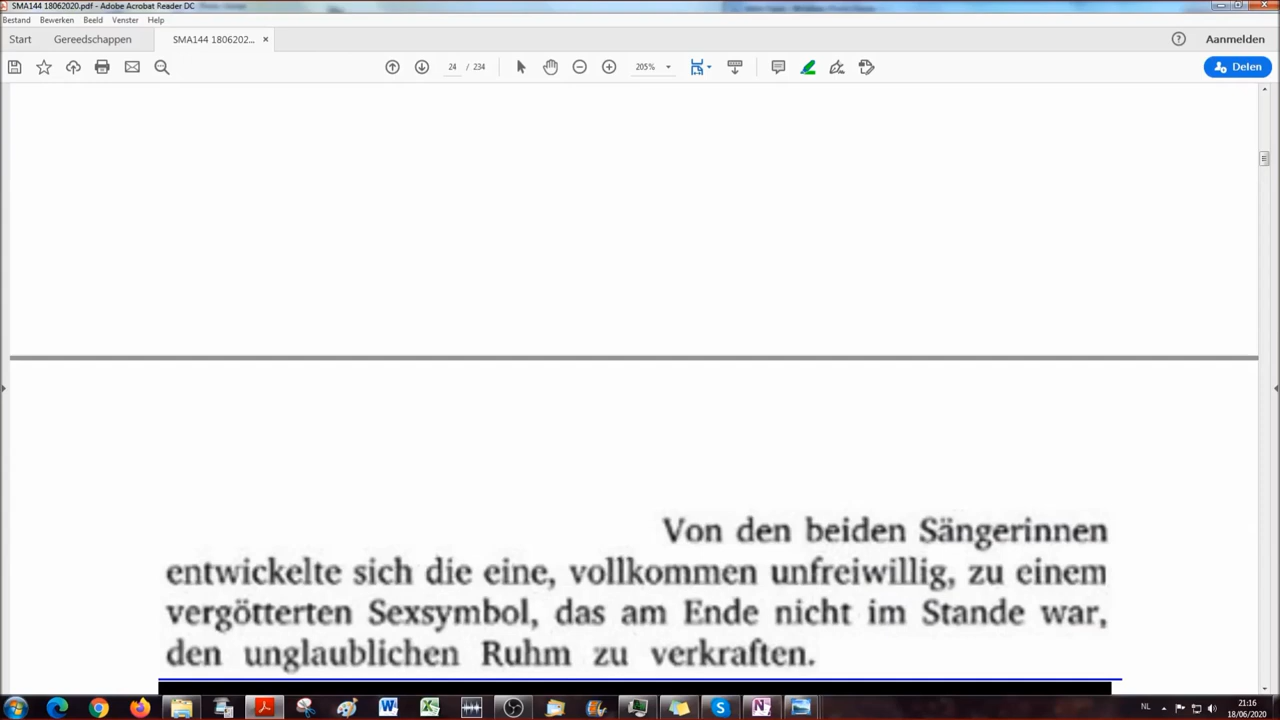 SMA144 18062020.pdf - Adobe Acrobat Reader DC
Bestand Bewerken Beeld Venster Help
Start Gereedschappen SMA144 1806202... × Aanmelden
24 / 234 205% Delen
Von den beiden Sängerinnen
entwickelte sich die eine, vollkommen unfreiwillig, zu einem
vergötterten Sexsymbol, das am Ende nicht im Stande war,
den unglaublichen Ruhm zu verkraften.
NL 21:16
18/06/2020